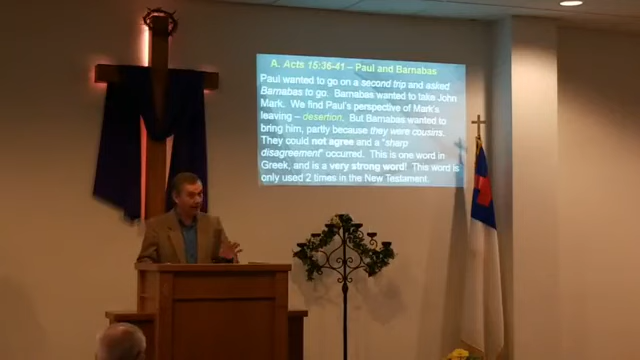 A. Acts 15:36-41 – Paul and Barnabas
Paul wanted to go on a second trip and asked
Barnabas to go. Barnabas wanted to take John
Mark. We find Paul's perspective of Mark's
leaving – desertion. But Barnabas wanted to
bring him, partly because they were cousins.
They could not agree and a "sharp
disagreement" occurred. This is one word in
Greek, and is a very strong word! This word is
only used 2 times in the New Testament.